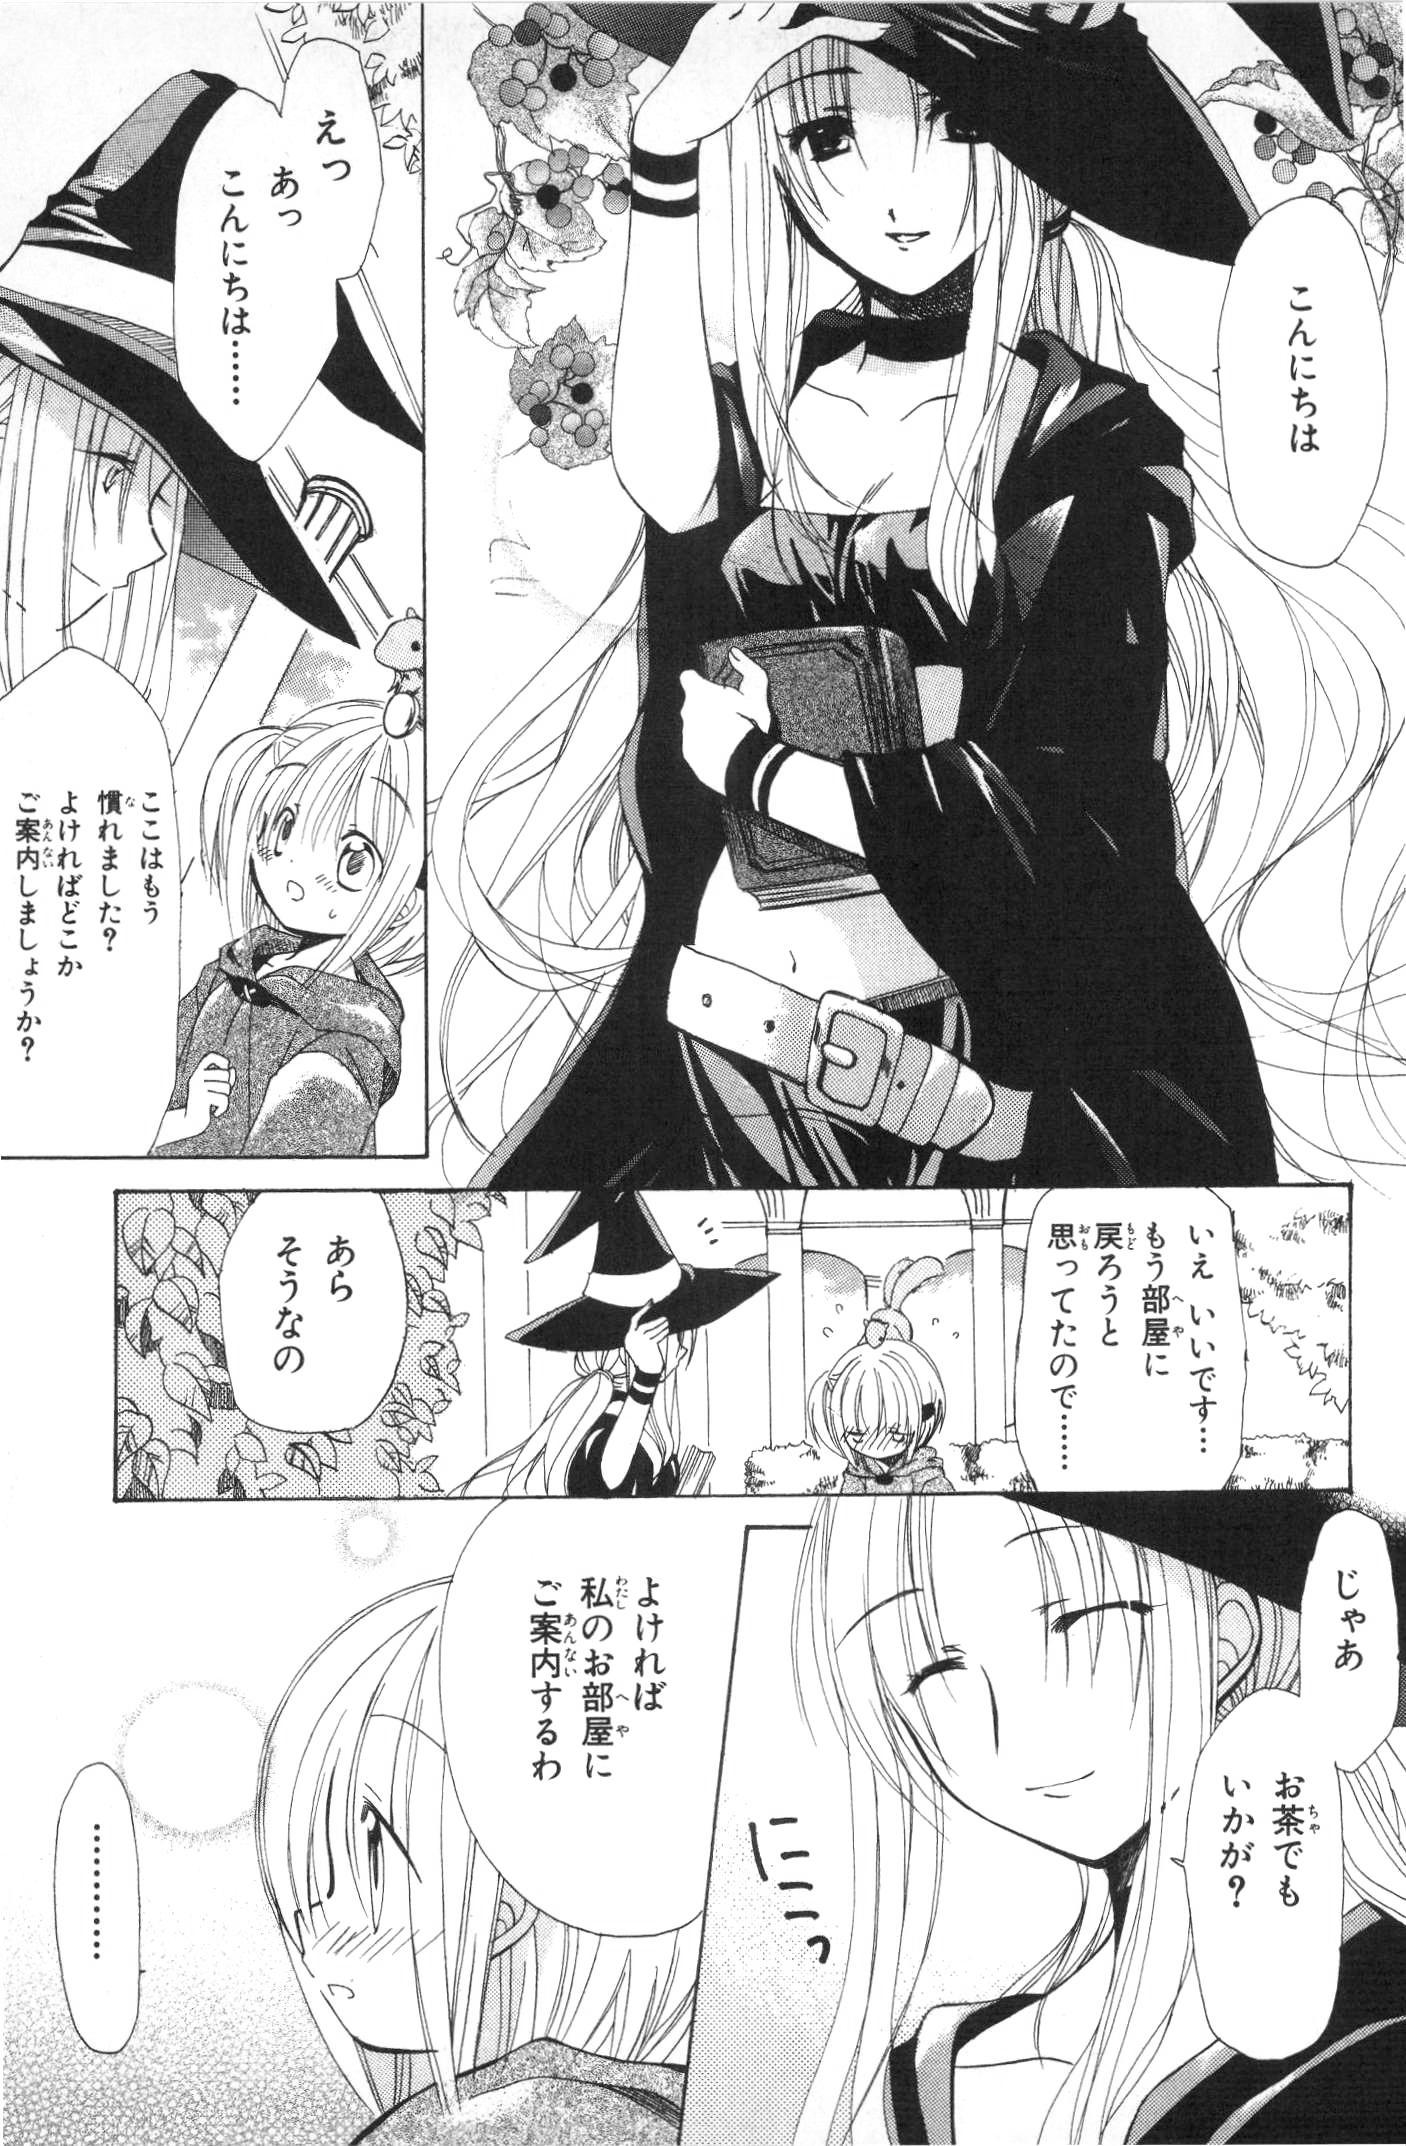 こんにちは
えっ
あっ
こんにちは……
ここはもう
慣れました?
よければどこか
ご案内しましょうか?
いえ いいです…
もう部屋に
戻ろうと
思ってたので……
あら
そうなの
じゃあ
お茶でも
いかが?
にこっ
よければ
私のお部屋に
ご案内するわ
…………